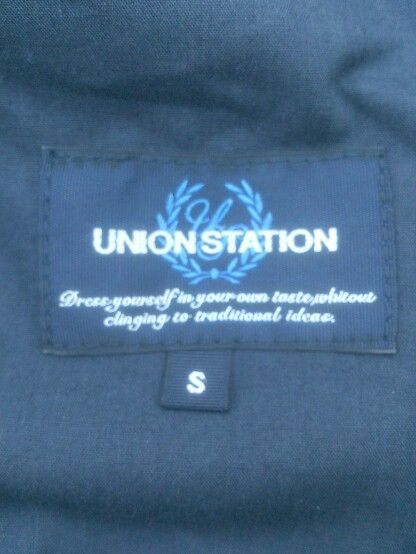 UNION STATION
Dress yourself in your own taste, whitout
clinging to traditional ideas.
S